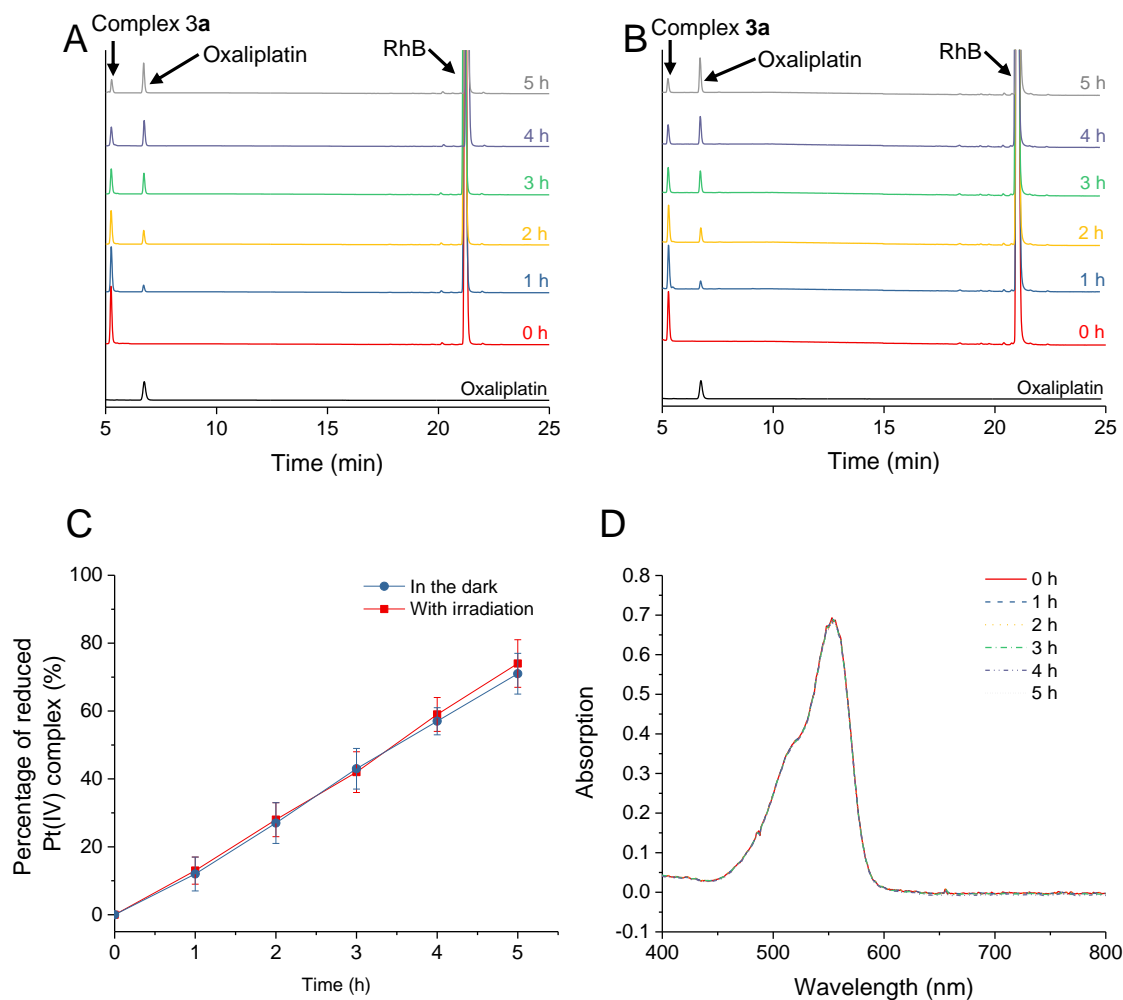 A
Complex 3a
Oxaliplatin
RhB
5 h
4 h
3 h
2 h
1 h
0 h
Oxaliplatin
5 10 15 20 25
Time (min)
B
Complex 3a
Oxaliplatin
RhB
5 h
4 h
3 h
2 h
1 h
0 h
Oxaliplatin
5 10 15 20 25
Time (min)
C
Percentage of reduced
Pt(IV) complex (%)
100
80
60
40
20
0
In the dark
With irradiation
0 1 2 3 4 5
Time (h)
D
Absorption
0.8
0.7
0.6
0.5
0.4
0.3
0.2
0.1
0.0
-0.1
0 h
1 h
2 h
3 h
4 h
5 h
400 500 600 700 800
Wavelength (nm)